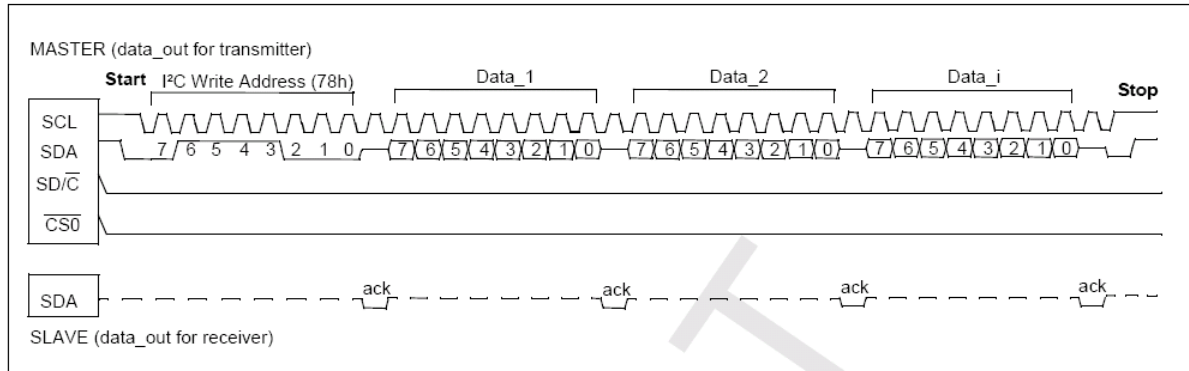 MASTER (data_out for transmitter)
Start I²C Write Address (78h) Data_1 Data_2 Data_i Stop
SCL
SDA 7 6 5 4 3 2 1 0 7 6 5 4 3 2 1 0 7 6 5 4 3 2 1 0 7 6 5 4 3 2 1 0
SD/C̅
C̅S̅0̅
ack ack ack ack
SDA
SLAVE (data_out for receiver)